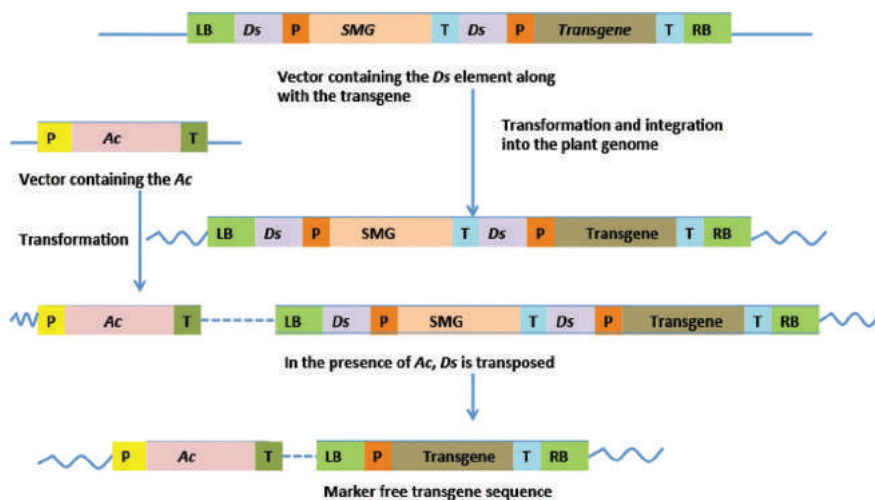 LB Ds P SMG T Ds P Transgene T RB
Vector containing the Ds element along
with the transgene
Transformation and integration
into the plant genome
P Ac T
Vector containing the Ac
Transformation
LB Ds P SMG T Ds P Transgene T RB
P Ac T LB Ds P SMG T Ds P Transgene T RB
In the presence of Ac, Ds is transposed
P Ac T LB P Transgene T RB
Marker free transgene sequence